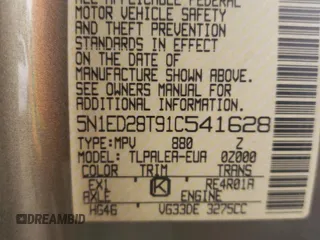 ALL APPLICABLE FEDERAL
MOTOR VEHICLE SAFETY
AND THEFT PREVENTION
STANDARDS IN EFFECT
ON THE DATE OF
MANUFACTURE SHOWN ABOVE.
SEE OWNERS MANUAL FOR
ADDITIONAL INFORMATION
5N1ED28T91C541628
TYPE:MPV 880 Z
MODEL: TLPALEA-EUA 0Z000
COLOR TRIM TRANS
EX1 K RE4R01A
AXLE ENGINE
HG46 VG33DE 3275CC
DREAMBID